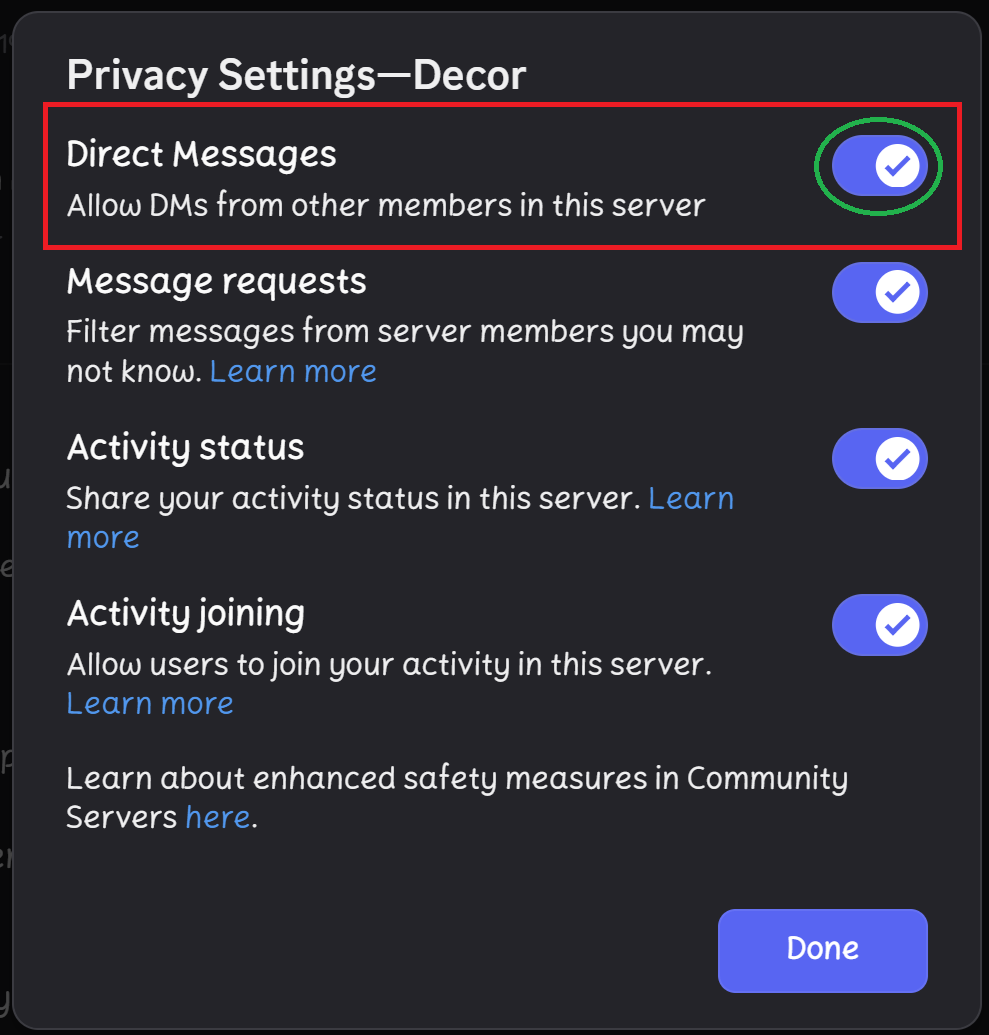 Privacy Settings—Decor
Direct Messages
Allow DMs from other members in this server
Message requests
Filter messages from server members you may
not know. Learn more
Activity status
Share your activity status in this server. Learn
more
Activity joining
Allow users to join your activity in this server.
Learn more
Learn about enhanced safety measures in Community
Servers here.
Done